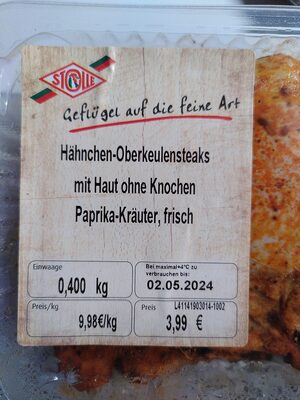 STOLLE
Geflügel auf die feine Art
Hähnchen-Oberkeulensteaks
mit Haut ohne Knochen
Paprika-Kräuter, frisch
Einwaage
0,400 kg
Bei maximal+4°C zu
verbrauchen bis:
02.05.2024
Preis/kg
9,98€/kg
Preis L41141903014-1002
3,99 €